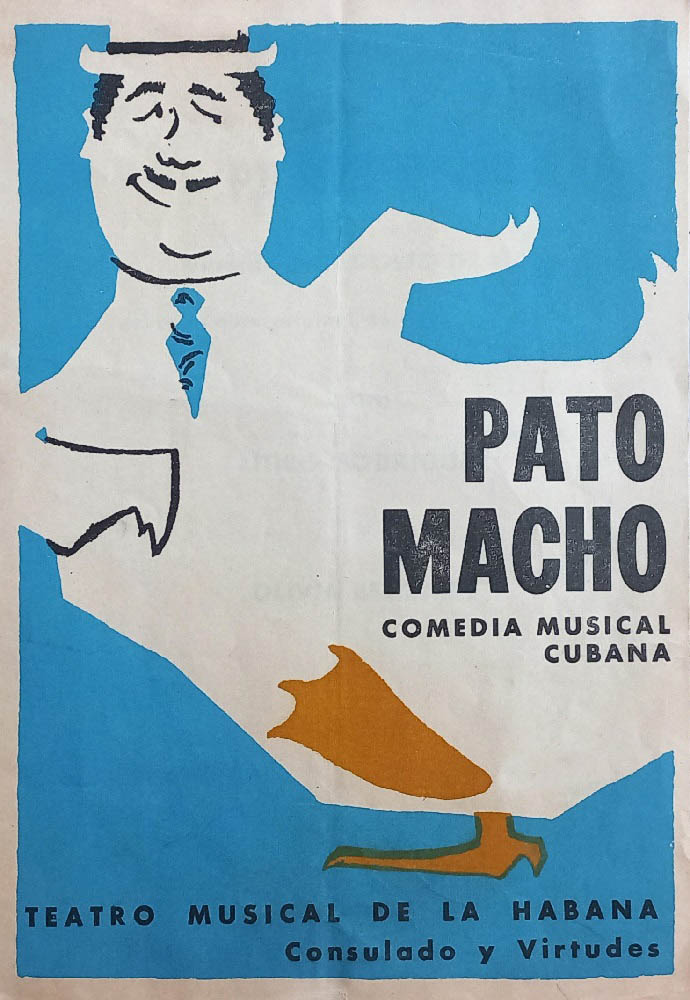 PATO
MACHO
COMEDIA MUSICAL
CUBANA
TEATRO MUSICAL DE LA HABANA
Consulado y Virtudes